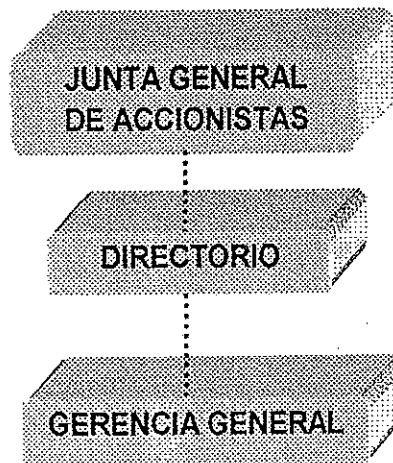 JUNTA GENERAL
DE ACCIONISTAS
DIRECTORIO
GERENCIA GENERAL